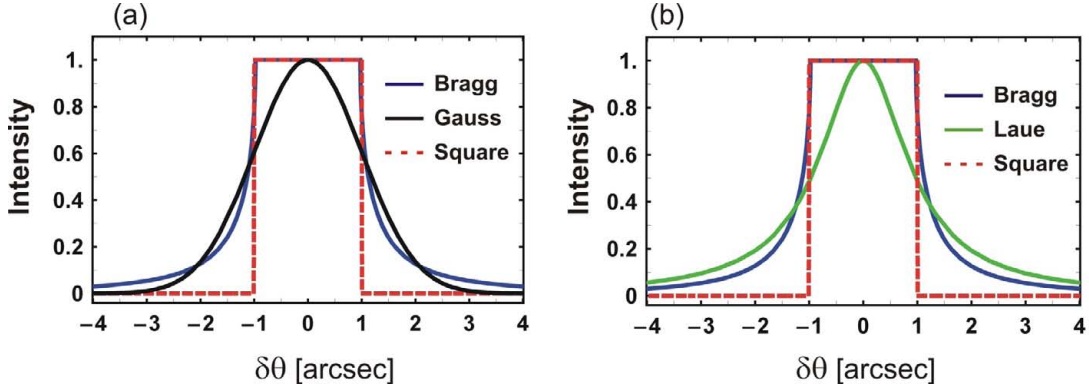 (a)
Intensity
1.
0.8
0.6
0.4
0.2
0
−4 −3 −2 −1 0 1 2 3 4
δθ [arcsec]
Bragg
Gauss
Square
(b)
Intensity
1.
0.8
0.6
0.4
0.2
0
−4 −3 −2 −1 0 1 2 3 4
δθ [arcsec]
Bragg
Laue
Square